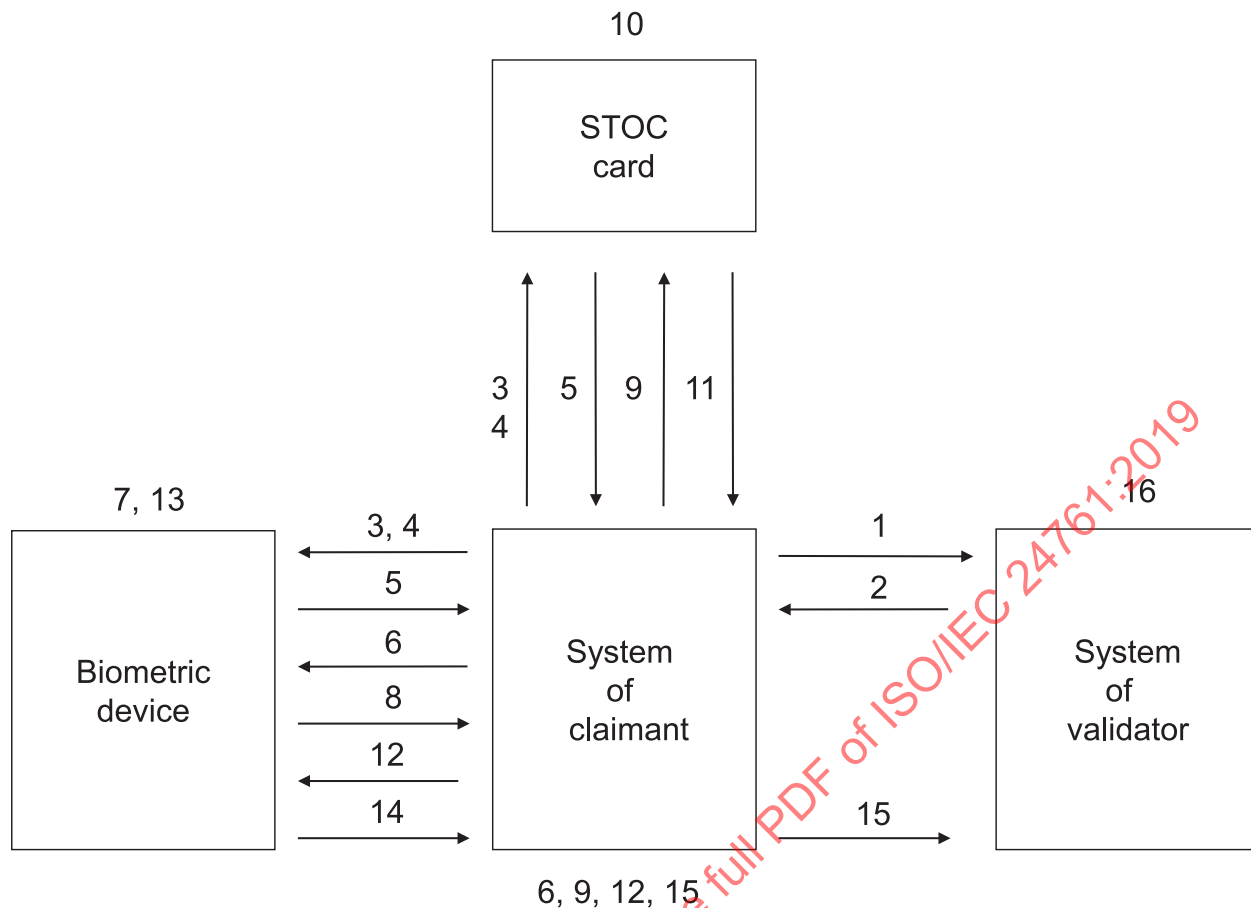 10
STOC
card
3
4
5
9
11
7, 13
16
3, 4
1
5
2
6
8
12
14
15
Biometric
device
System
of
claimant
System
of
validator
6, 9, 12, 15
e full PDF of ISO/IEC 24761:2019